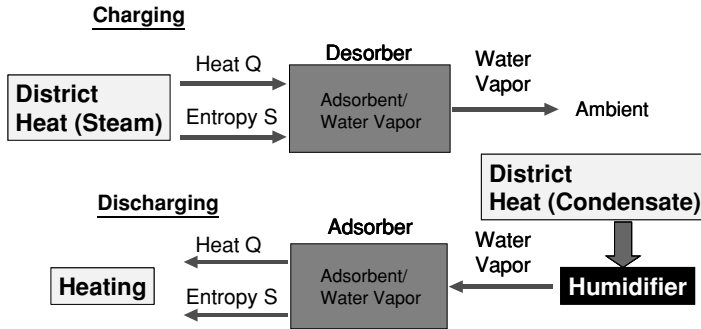 Charging
District
Heat (Steam)
Heat Q
Entropy S
Desorber
Adsorbent/
Water Vapor
Water
Vapor
Ambient
District
Heat (Condensate)
Discharging
Heating
Heat Q
Entropy S
Adsorber
Adsorbent/
Water Vapor
Water
Vapor
Humidifier